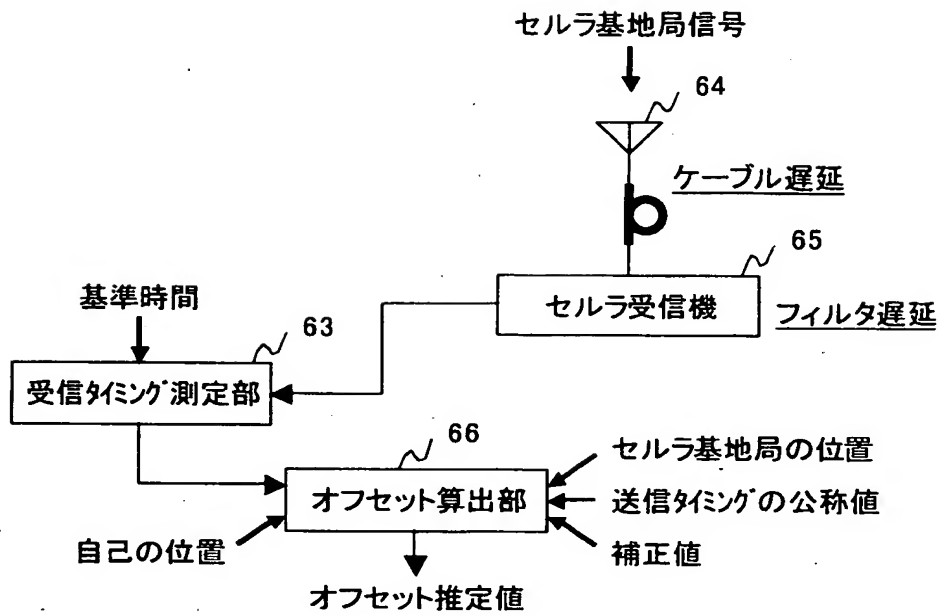 セルラ基地局信号
64
ケーブル遅延
65
セルラ受信機
フィルタ遅延
基準時間
63
受信タイミング測定部
66
オフセット算出部
セルラ基地局の位置
送信タイミングの公称値
補正値
自己の位置
オフセット推定値